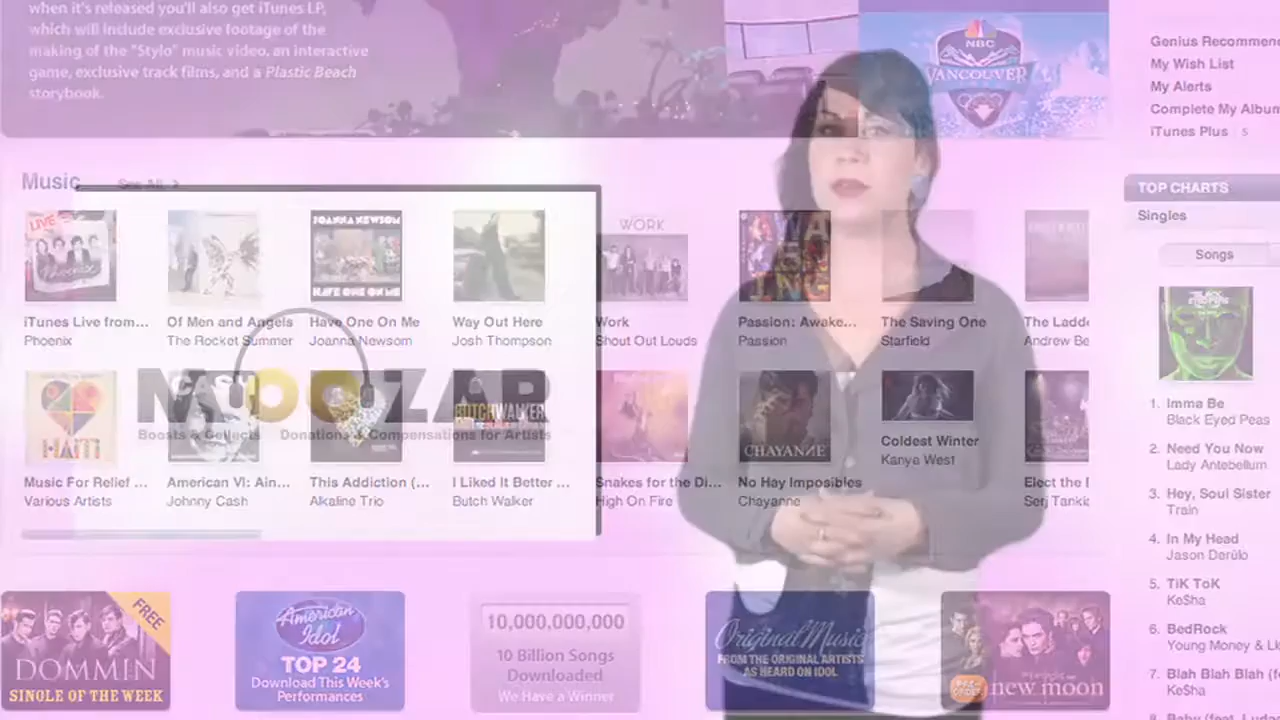 when it's released you'll also get iTunes LP,
which will include exclusive footage of the
making of the "Stylo" music video, an interactive
game, exclusive track films, and a Plastic Beach
storybook.
NBC
VANCOUVER
Genius Recommen
My Wish List
My Alerts
Complete My Album
iTunes Plus
Music
See All >
TOP CHARTS
Singles
Songs
LIVE
Phoenix
JOANNA NEWSOM
HAVE ONE ON ME
WORK
iTunes Live from...
Phoenix
Of Men and Angels
The Rocket Summer
Have One On Me
Joanna Newsom
Way Out Here
Josh Thompson
Work
Shout Out Louds
Passion: Awake...
Passion
The Saving One
Starfield
The Ladde
Andrew Be
HAITI
CASH
BUTCH WALKER
CHAYANNE
MOOZAR
Boosts & Collects Donations & Compensations for Artists
Music For Relief ...
Various Artists
American VI: Ain...
Johnny Cash
This Addiction (...
Alkaline Trio
I Liked It Better ...
Butch Walker
Snakes for the Di...
High On Fire
No Hay Imposibles
Chayanne
Coldest Winter
Kanye West
Elect the
Serj Tankia
1. Imma Be
Black Eyed Peas
2. Need You Now
Lady Antebellum
3. Hey, Soul Sister
Train
4. In My Head
Jason Derülo
5. TiK ToK
Ke$ha
6. BedRock
Young Money & Ll
7. Blah Blah Blah (f
Ke$ha
8. Baby (feat. Ludac
FREE
DOMMIN
SINGLE OF THE WEEK
American Idol
TOP 24
Download This Week's
Performances
10,000,000,000
10 Billion Songs
Downloaded
We Have a Winner
Original Music
FROM THE ORIGINAL ARTISTS
AS HEARD ON IDOL
PRE-ORDER
new moon